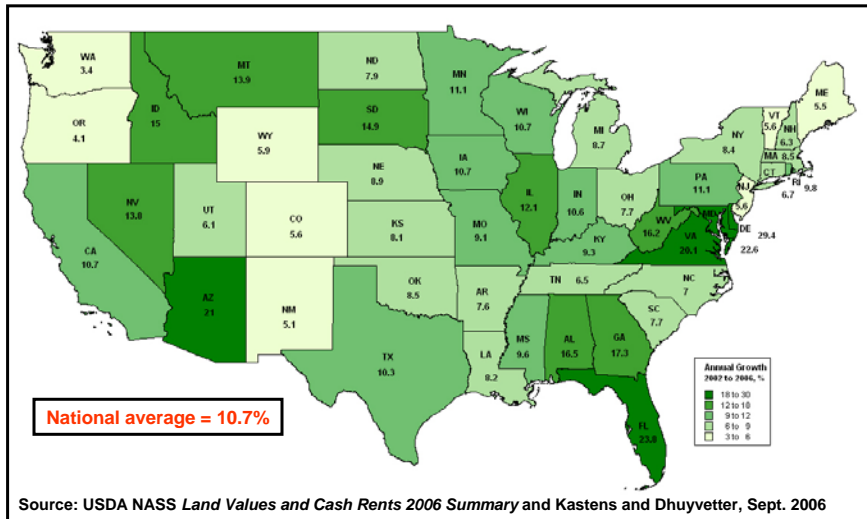 WA
3.4
MT
13.9
ND
7.9
MN
11.1
ME
5.5
VT
5.6
NH
6.3
OR
4.1
ID
15
SD
14.9
WI
10.7
MI
8.7
NY
8.4
MA 8.5
CT
RI
9.8
6.7
WY
5.9
NE
8.9
IA
10.7
PA
11.1
NJ
5.6
NV
13.8
UT
6.1
CO
5.6
KS
8.1
MO
9.1
IL
12.1
IN
10.6
OH
7.7
WV
16.2
MD
VA
20.1
DE
29.4
22.6
CA
10.7
KY
9.3
AZ
21
NM
5.1
OK
8.5
AR
7.6
TN 6.5
NC
7
SC
7.7
TX
10.3
LA
8.2
MS
9.6
AL
16.5
GA
17.3
FL
23.8
Annual Growth
2002 to 2006, %
18 to 30
12 to 18
9 to 12
6 to 9
3 to 6
National average = 10.7%
Source: USDA NASS Land Values and Cash Rents 2006 Summary and Kastens and Dhuyvetter, Sept. 2006